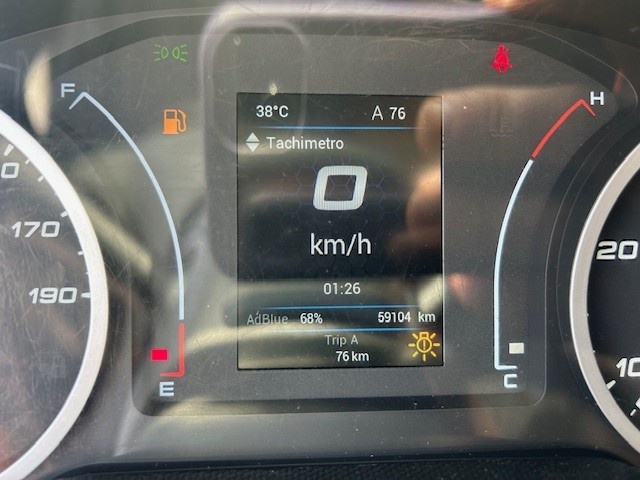 F
H
38°C A 76
Tachimetro
0
km/h
01:26
AdBlue 68% 59104 km
Trip A
76 km
E
C
170
190
20
10